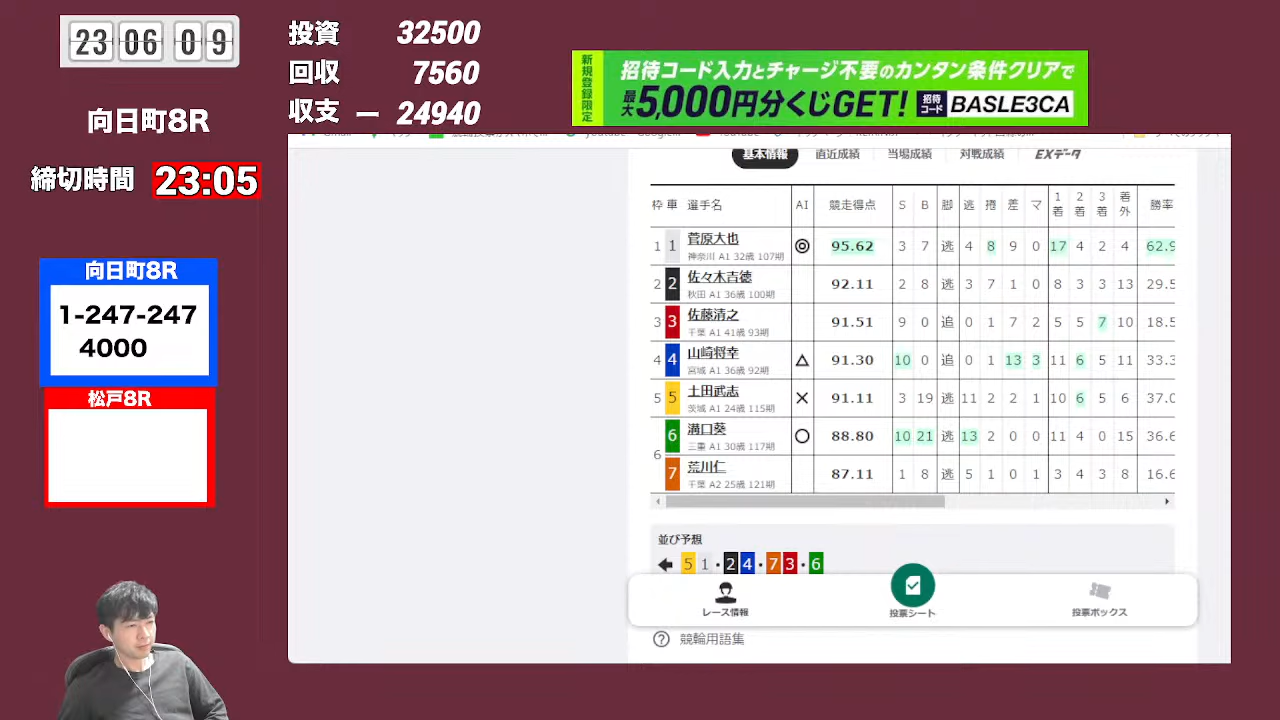 23 06 09
投資 32500
回収 7560
収支 － 24940
新規登録限定
招待コード入力とチャージ不要のカンタン条件クリアで
最大5,000円分くじGET! 招待コード BASLE3CA
向日町8R
締切時間 23:05
向日町8R
1-247-247
4000
松戸8R
基本情報 直近成績 当場成績 対戦成績 EXデータ
枠 車 選手名 AI 競走得点 S B 脚 逃 捲 差 マ 1着 2着 3着 着外 勝率
1 1 菅原大也 神奈川 A1 32歳 107期 ◎ 95.62 3 7 逃 4 8 9 0 17 4 2 4 62.9
2 2 佐々木吉徳 秋田 A1 36歳 100期 92.11 2 8 逃 3 7 1 0 8 3 3 13 29.5
3 3 佐藤清之 千葉 A1 41歳 93期 91.51 9 0 追 0 1 7 2 5 5 7 10 18.5
4 4 山崎将幸 宮城 A1 36歳 92期 △ 91.30 10 0 追 0 1 13 3 11 6 5 11 33.3
5 5 土田武志 茨城 A1 24歳 115期 × 91.11 3 19 逃 11 2 2 1 10 6 5 6 37.0
6 6 溝口葵 三重 A1 30歳 117期 ○ 88.80 10 21 逃 13 2 0 0 11 4 0 15 36.6
7 荒川仁 千葉 A2 25歳 121期 87.11 1 8 逃 5 1 0 1 3 4 3 8 16.6
並び予想
← 5 1 ・ 2 4 ・ 7 3 ・ 6
レース情報 投票シート 投票ボックス
? 競輪用語集